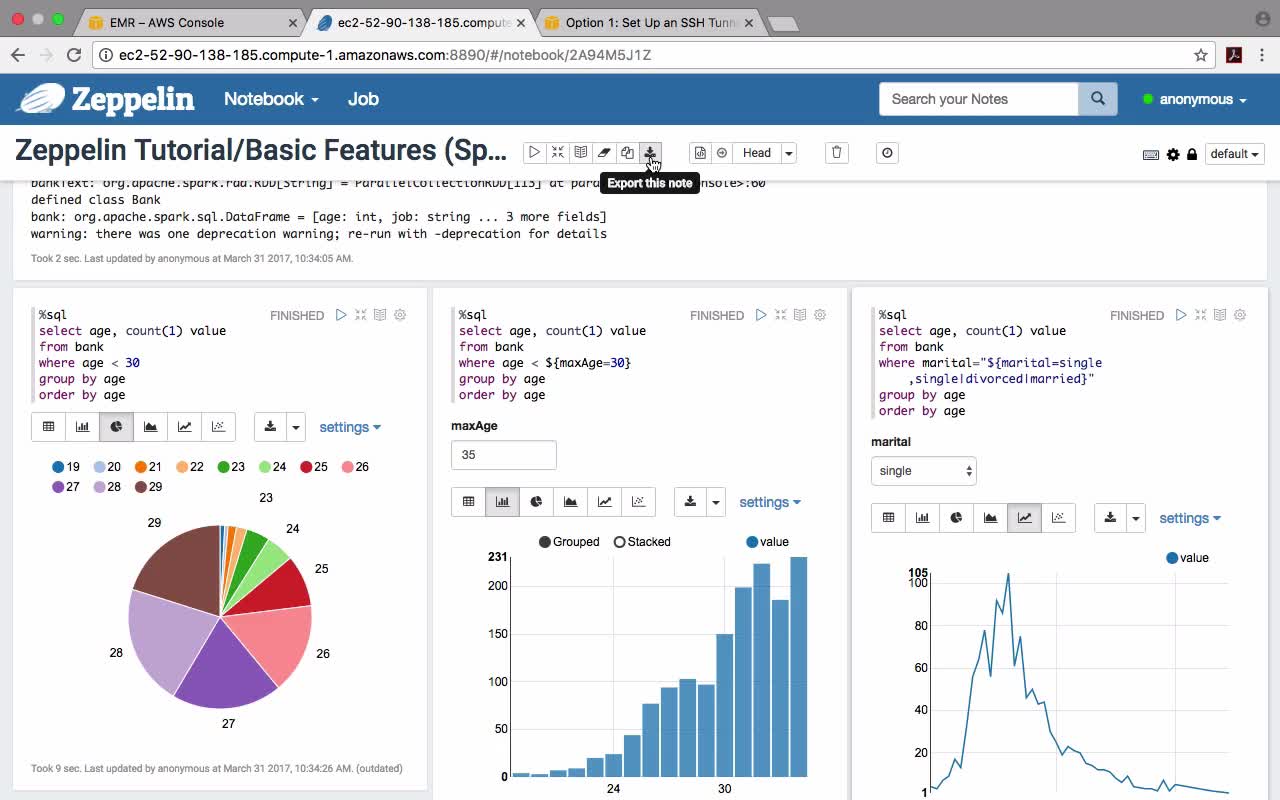 EMR – AWS Console
ec2-52-90-138-185.compute
Option 1: Set Up an SSH Tunn
ec2-52-90-138-185.compute-1.amazonaws.com:8890/#/notebook/2A94M5J1Z
Zeppelin
Notebook
Job
Search your Notes
anonymous
Zeppelin Tutorial/Basic Features (Sp...
Head
default
Export this note
bankText: org.apache.spark.rdd.RDD[String] = ParallelCollectionRDD[113] at para
onsole>:60
defined class Bank
bank: org.apache.spark.sql.DataFrame = [age: int, job: string ... 3 more fields]
warning: there was one deprecation warning; re-run with -deprecation for details
Took 2 sec. Last updated by anonymous at March 31 2017, 10:34:05 AM.
%sql
FINISHED
select age, count(1) value
from bank
where age < 30
group by age
order by age
settings
19 20 21 22 23 24 25 26
27 28 29
23
24
25
26
27
28
29
Took 9 sec. Last updated by anonymous at March 31 2017, 10:34:26 AM. (outdated)
%sql
FINISHED
select age, count(1) value
from bank
where age < ${maxAge=30}
group by age
order by age
maxAge
35
settings
Grouped Stacked value
231
200
150
100
50
0
24 30
%sql
FINISHED
select age, count(1) value
from bank
where marital="${marital=single
,single|divorced|married}"
group by age
order by age
marital
single
settings
value
105
100
80
60
40
20
1